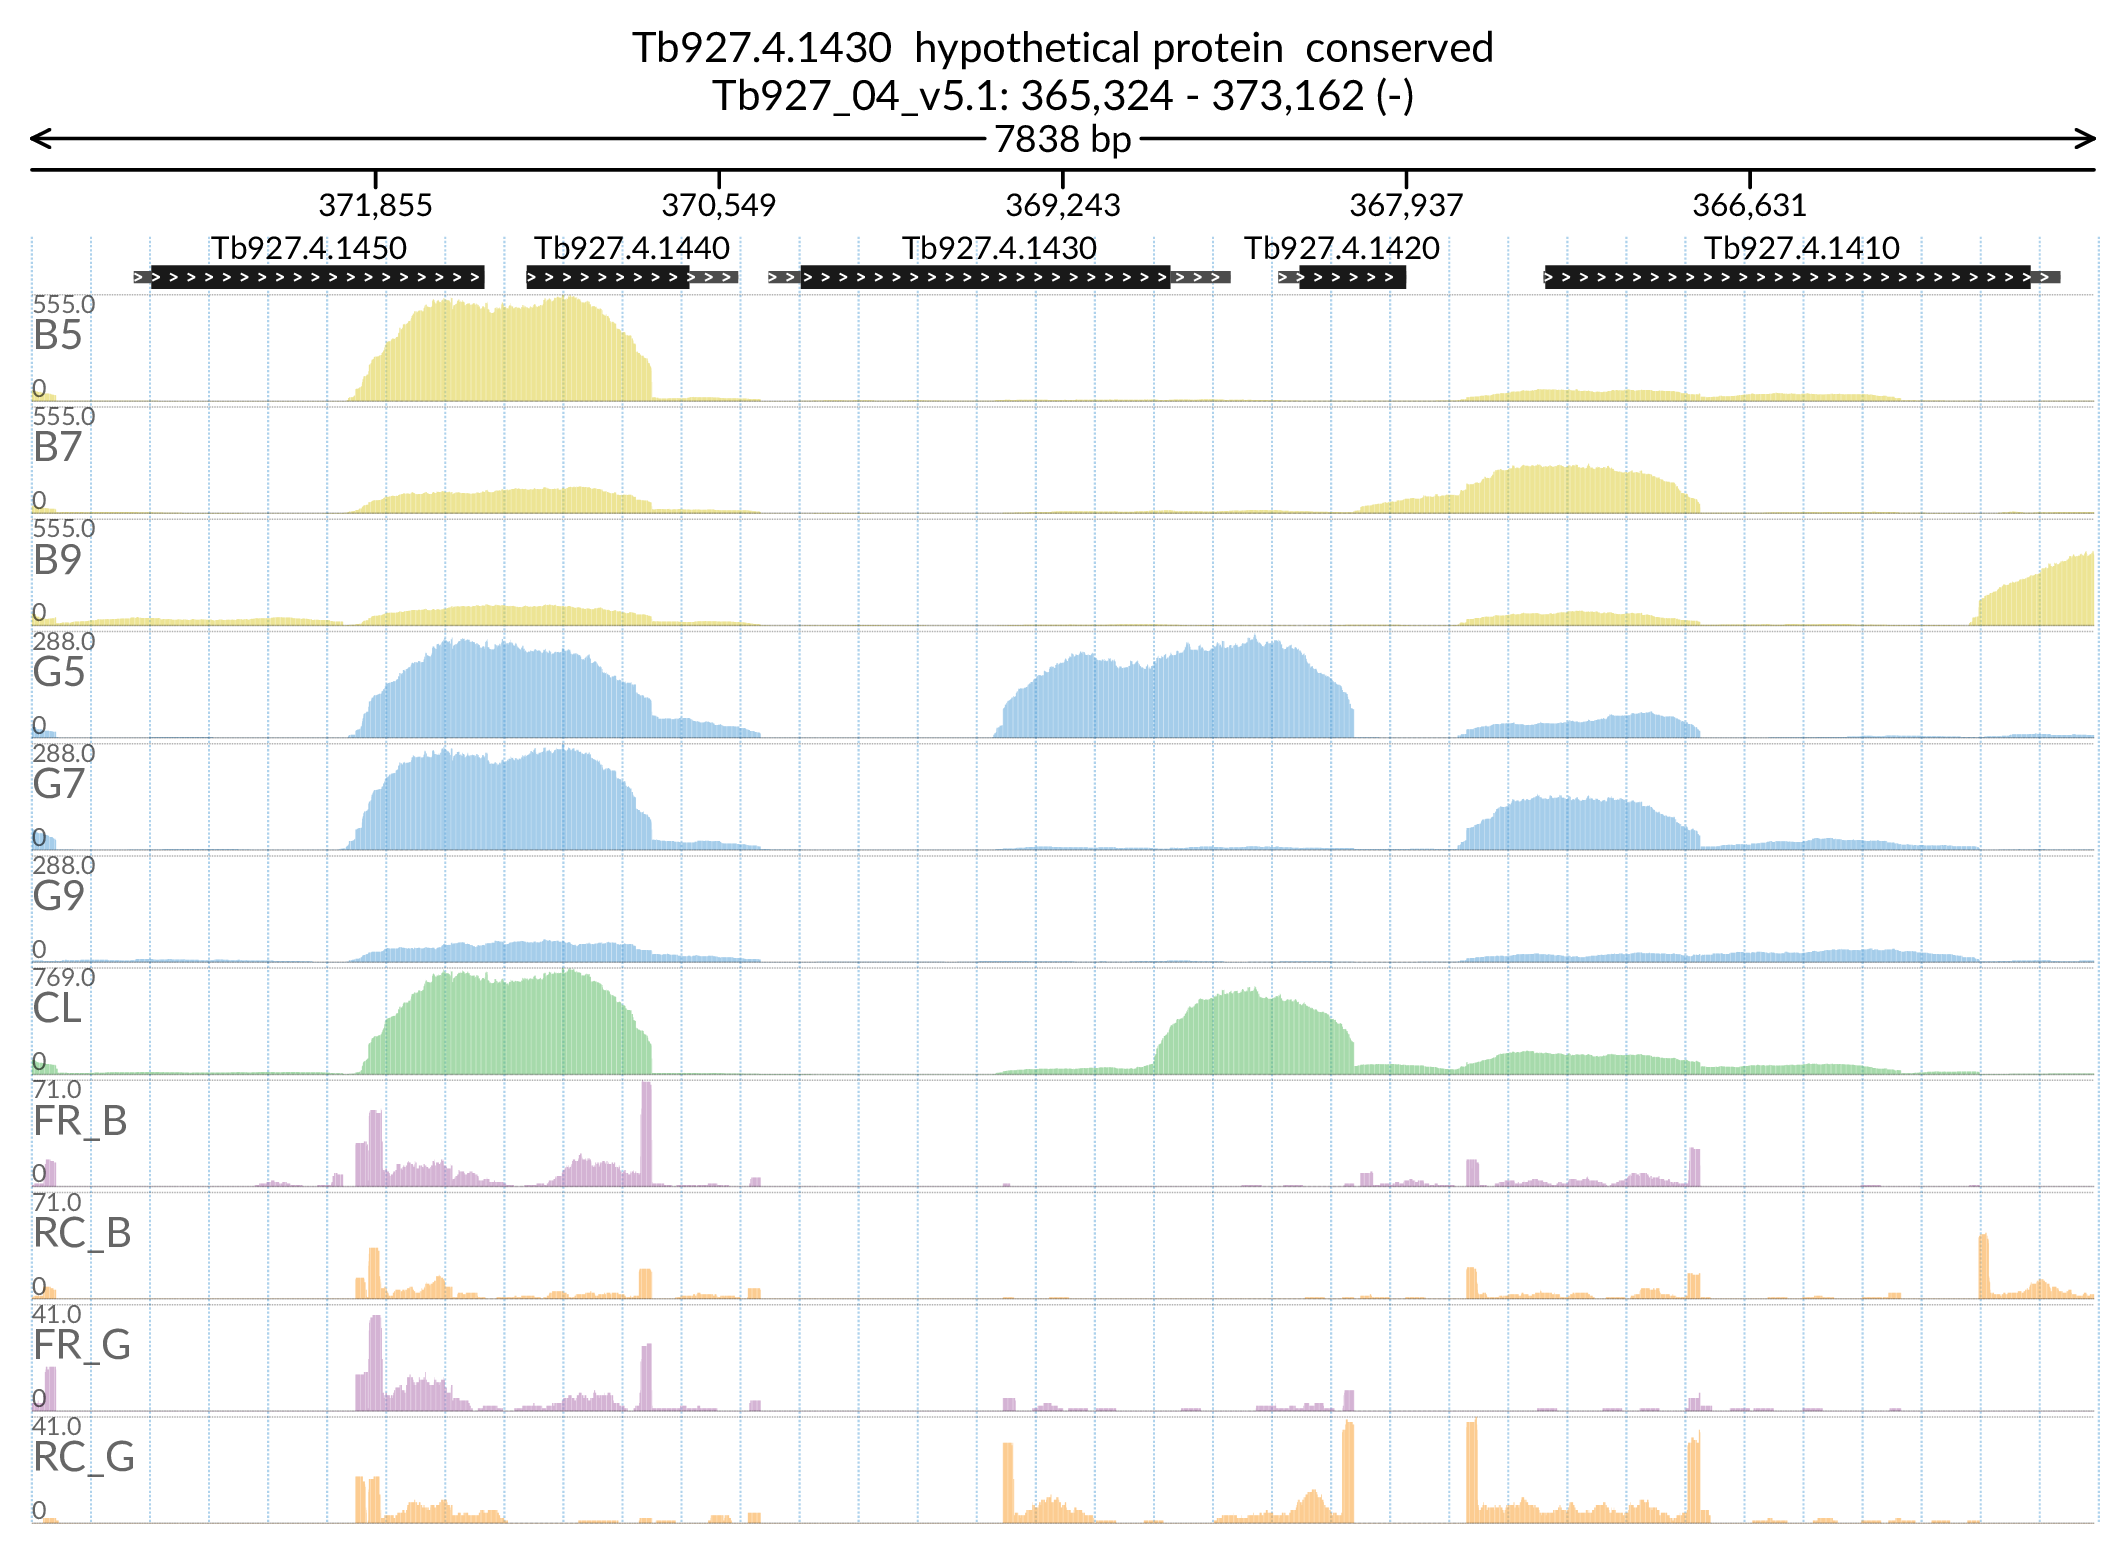 Tb927.4.1430 hypothetical protein conserved
Tb927_04_v5.1: 365,324 - 373,162 (-)
7838 bp
371,855 370,549 369,243 367,937 366,631
Tb927.4.1450 Tb927.4.1440 Tb927.4.1430 Tb927.4.1420 Tb927.4.1410
555.0
B5
0
555.0
B7
0
555.0
B9
0
288.0
G5
0
288.0
G7
0
288.0
G9
0
769.0
CL
0
71.0
FR_B
0
71.0
RC_B
0
41.0
FR_G
0
41.0
RC_G
0